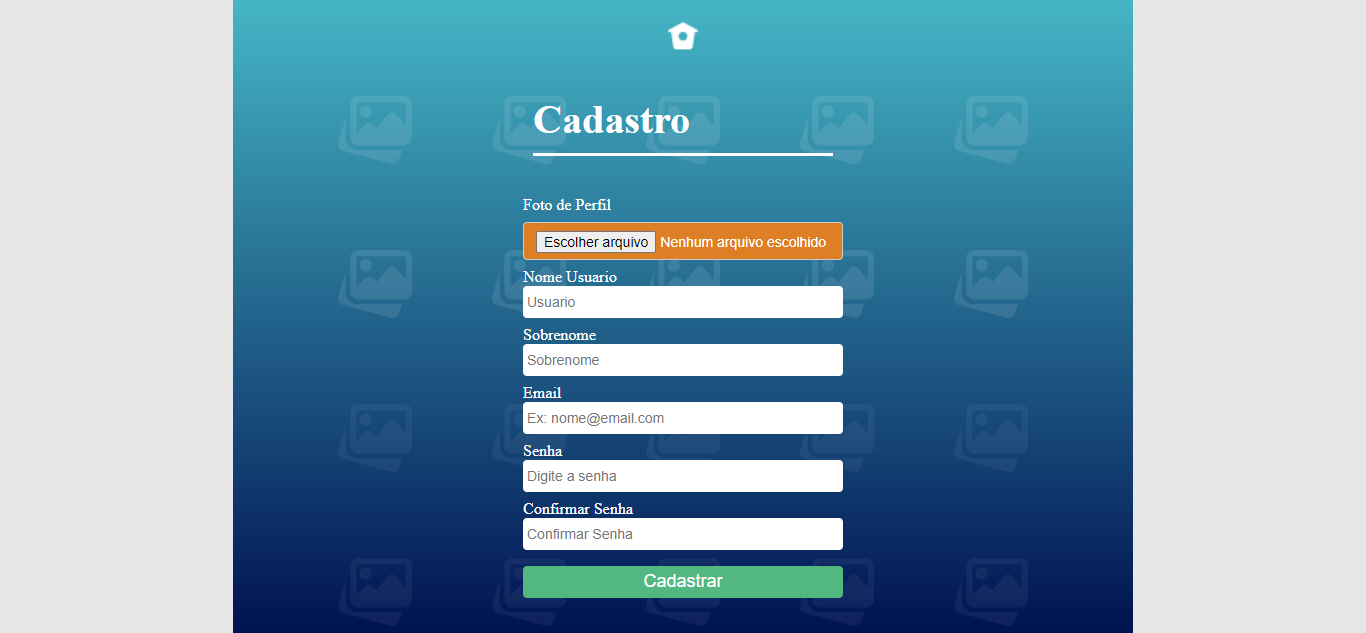 Cadastro
Foto de Perfil
Escolher arquivo Nenhum arquivo escolhido
Nome Usuario
Usuario
Sobrenome
Sobrenome
Email
Ex: nome@email.com
Senha
Digite a senha
Confirmar Senha
Confirmar Senha
Cadastrar